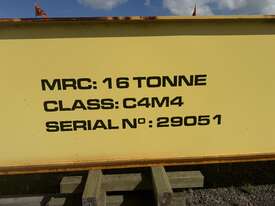 MRC: 16 TONNE
CLASS: C4M4
SERIAL Nº: 29051